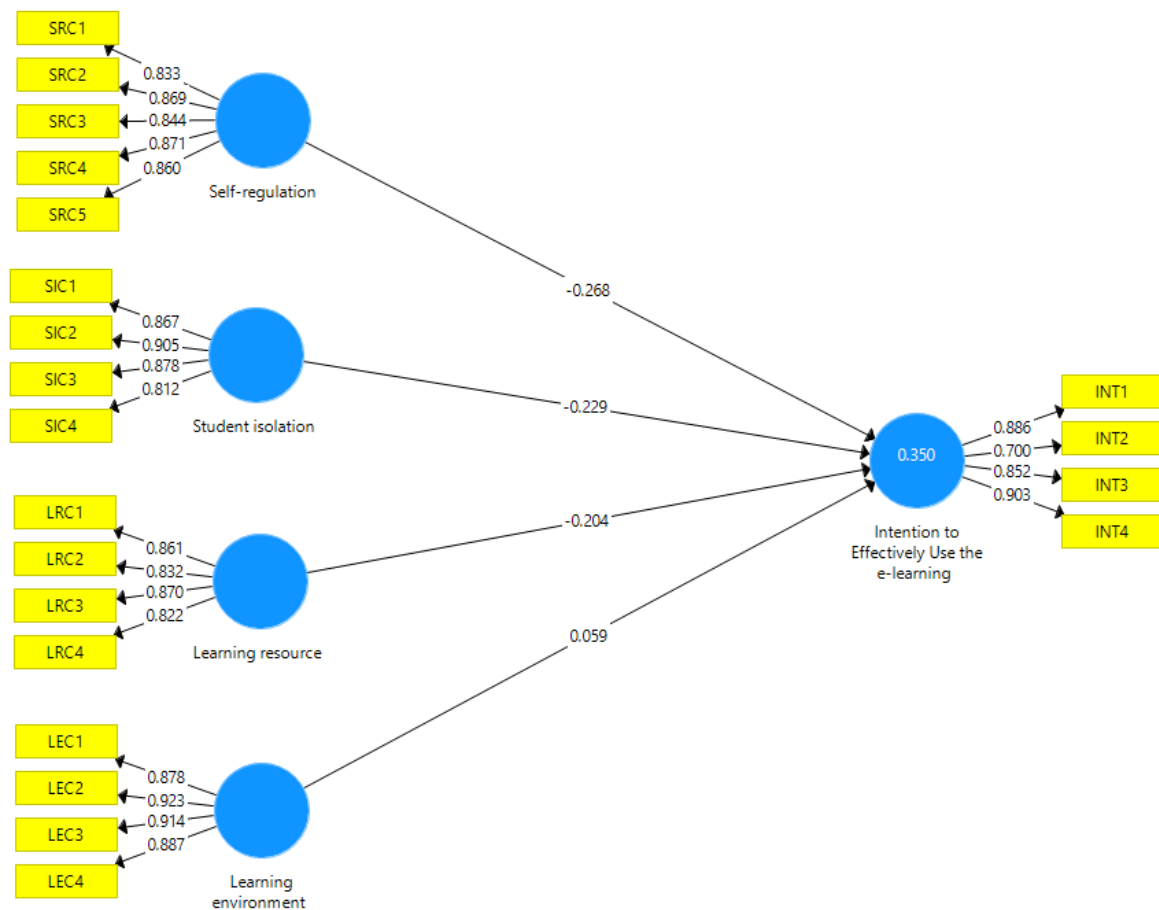 SRC1
SRC2
SRC3
SRC4
SRC5
0.833
0.869
0.844
0.871
0.860
Self-regulation
-0.268
SIC1
SIC2
SIC3
SIC4
0.867
0.905
0.878
0.812
Student isolation
-0.229
LRC1
LRC2
LRC3
LRC4
0.861
0.832
0.870
0.822
Learning resource
-0.204
LEC1
LEC2
LEC3
LEC4
0.878
0.923
0.914
0.887
Learning
environment
0.059
0.350
Intention to
Effectively Use the
e-learning
0.886
0.700
0.852
0.903
INT1
INT2
INT3
INT4